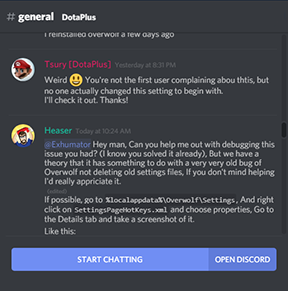 # general DotaPlus
I reinstalled overwolf a few days ago
Tsury [DotaPlus] Yesterday at 8:31 PM
Weird 😃 You're not the first user complaining abou thtis, but
no one actually changed this setting to begin with.
I'll check it out. Thanks!
Heaser Today at 10:24 AM
@Exhumator Hey man, Can you help me out with debugging this
issue you had? (I know you solved it already), But we have a
theory that it has something do to with a very very old bug of
Overwolf not deleting old settings files, If you don't mind helping
I'd really appriciate it.
(edited)
If possible, go to %localappdata%\Overwolf\Settings, And right
click on SettingsPageHotKeys.xml and choose properties, Go to
the Details tab and take a screenshot of it.
Like this:
START CHATTING OPEN DISCORD